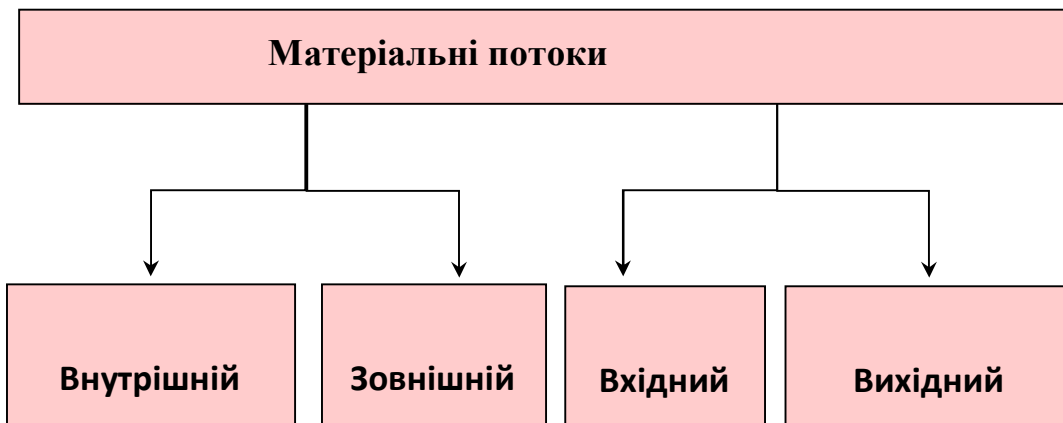 Матеріальні потоки
Внутрішній
Зовнішній
Вхідний
Вихідний